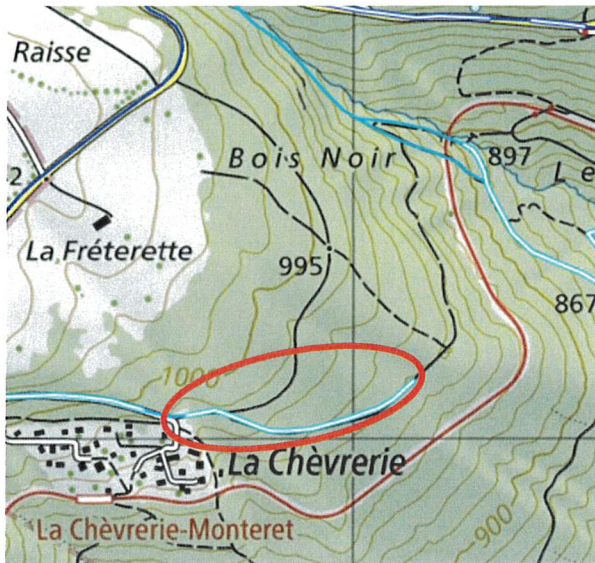 Raisse
Bois Noir
897
Le
2
La Fréterette
995
867
1000
La Chèvrerie
La Chèvrerie-Monteret
900